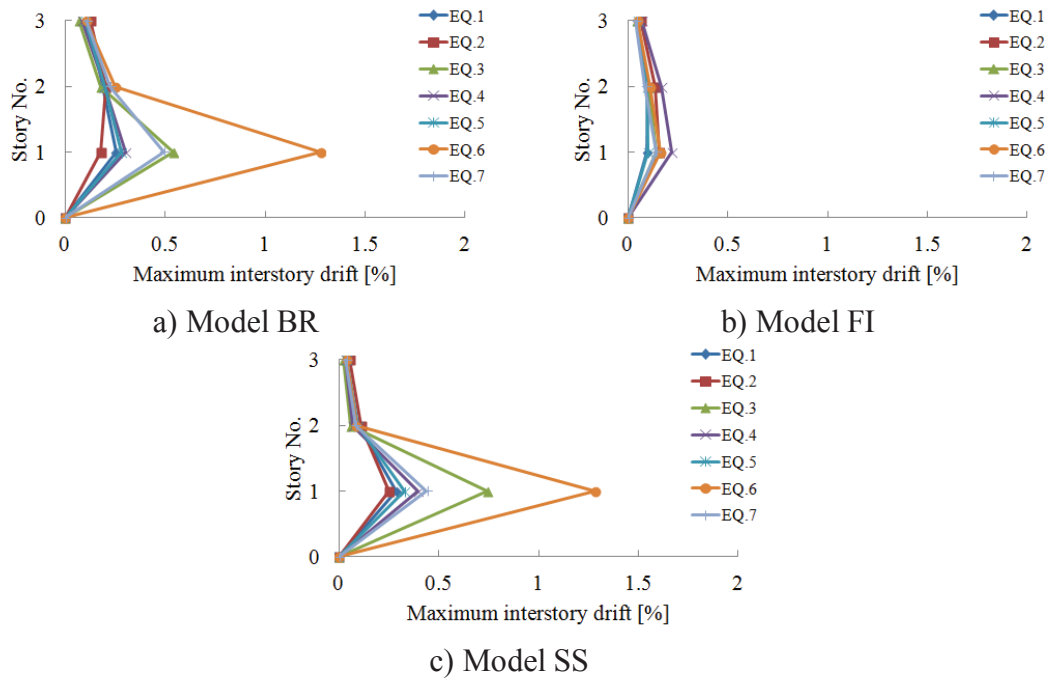 3
2
1
0
Story No.
0 0.5 1 1.5 2
Maximum interstory drift [%]
EQ.1
EQ.2
EQ.3
EQ.4
EQ.5
EQ.6
EQ.7
a) Model BR
3
2
1
0
Story No.
0 0.5 1 1.5 2
Maximum interstory drift [%]
EQ.1
EQ.2
EQ.3
EQ.4
EQ.5
EQ.6
EQ.7
b) Model FI
3
2
1
0
Story No.
0 0.5 1 1.5 2
Maximum interstory drift [%]
EQ.1
EQ.2
EQ.3
EQ.4
EQ.5
EQ.6
EQ.7
c) Model SS